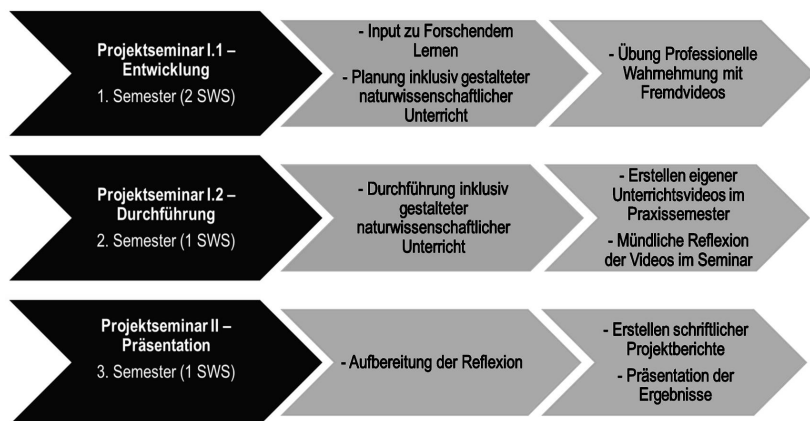 Projektseminar I.1 –
Entwicklung
1. Semester (2 SWS)
- Input zu Forschendem
Lernen
- Planung inklusiv gestalteter
naturwissenschaftlicher
Unterricht
- Übung Professionelle
Wahrnehmung mit
Fremdvideos
Projektseminar I.2 –
Durchführung
2. Semester (1 SWS)
- Durchführung inklusiv
gestalteter
naturwissenschaftlicher
Unterricht
- Erstellen eigener
Unterrichtsvideos im
Praxissemester
- Mündliche Reflexion
der Videos im Seminar
Projektseminar II –
Präsentation
3. Semester (1 SWS)
- Aufbereitung der Reflexion
- Erstellen schriftlicher
Projektberichte
- Präsentation der
Ergebnisse